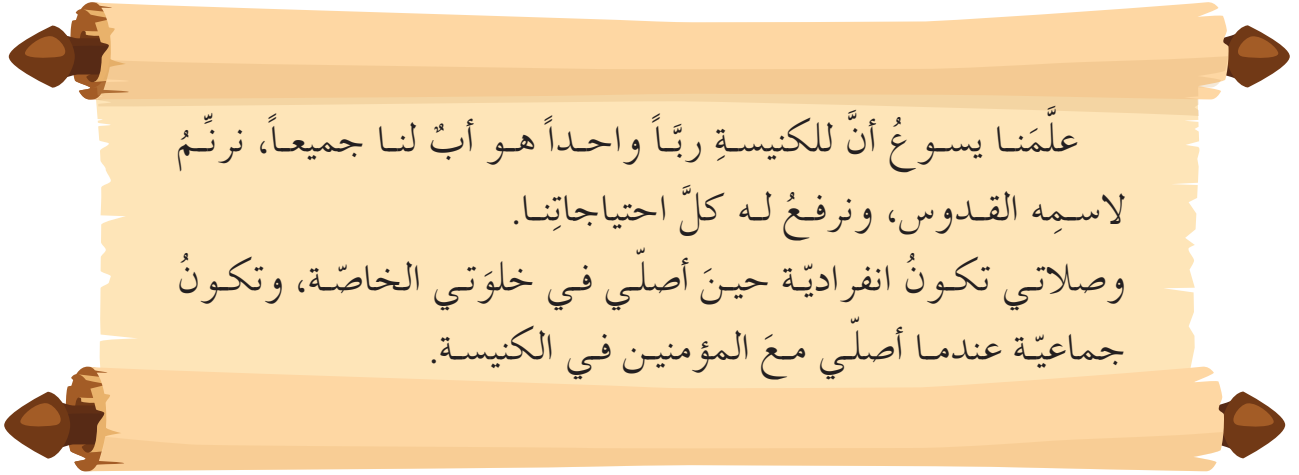 علَّمَنا يسوعُ أنَّ للكنيسةِ ربَّاً واحداً هو أبٌ لنا جميعاً، نرنِّمُ
لاسمِه القدوس، ونرفعُ له كلَّ احتياجاتِنا.
وصلاتي تكونُ انفراديّة حينَ أصلّي في خلوَتي الخاصّة، وتكونُ
جماعيّة عندما أصلّي معَ المؤمنين في الكنيسة.